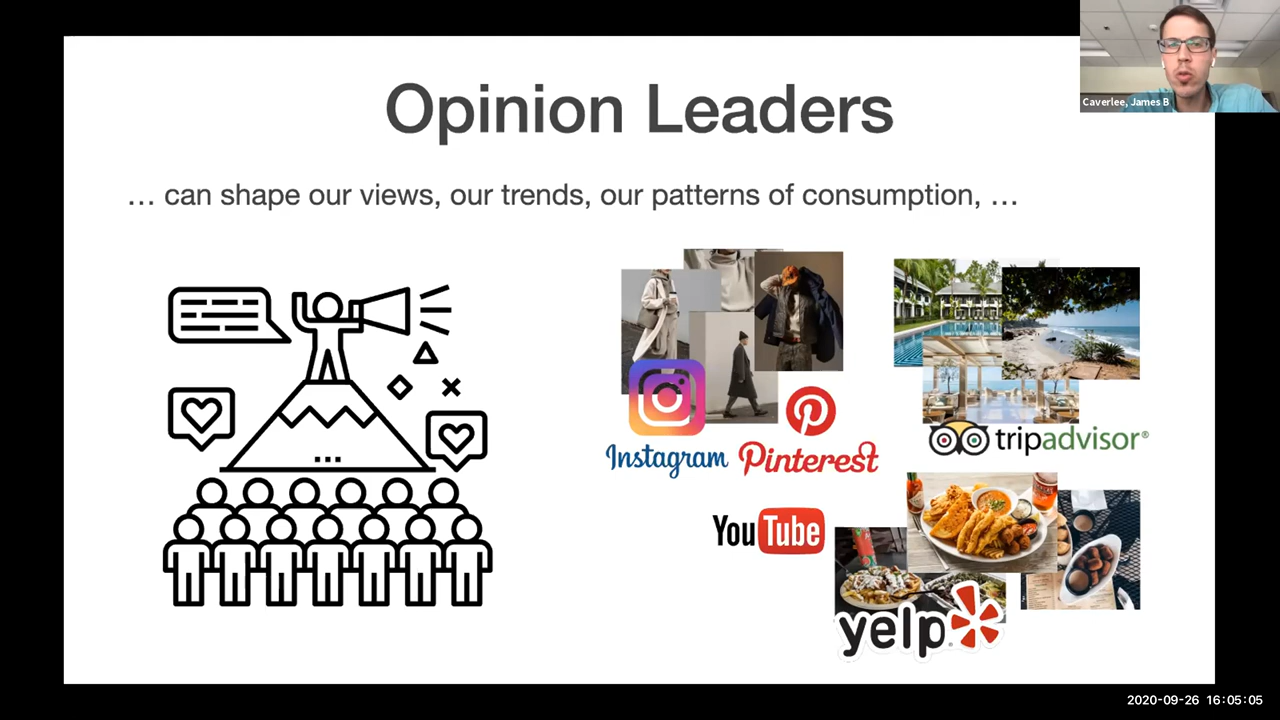 Caverlee, James B
Opinion Leaders
… can shape our views, our trends, our patterns of consumption, …
...
Instagram
Pinterest
tripadvisor®
YouTube
yelp
2020-09-26 16:05:05